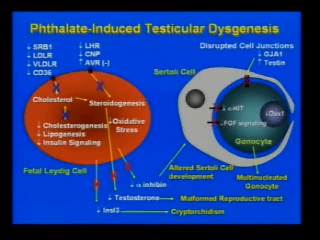 Phthalate-Induced Testicular Dysgenesis
↓ SRB1
↓ LDLR
↓ VLDLR
↓ CD36
↓ LHR
↓ CNP
↑ AVR (-)
Disrupted Cell Junctions
↑ GJA1
↑ Testin
Sertoli Cell
Cholesterol
Steroidogenesis
↓ Cholesterogenesis
↓ Lipogenesis
↓ Insulin Signaling
↓Oxidative
Stress
↓ c-KIT
↓ FGF signaling
↓Dax1
Gonocyte
Fetal Leydig Cell
Altered Sertoli Cell
development
Multinucleated
Gonocyte
↓ α inhibin
↓ Testosterone
Malformed Reproductive tract
↓ Insl3
Cryptorchidism